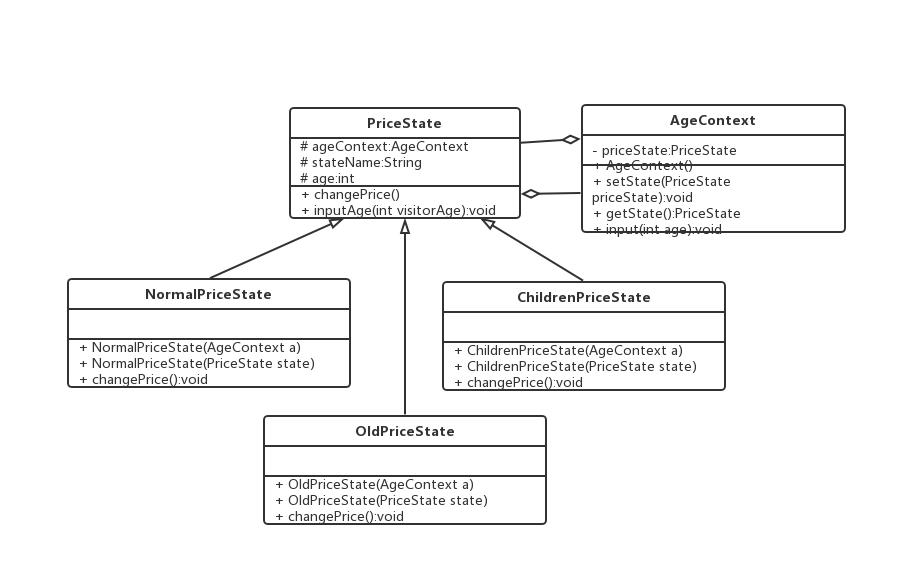 PriceState
# ageContext:AgeContext
# stateName:String
# age:int
+ changePrice()
+ inputAge(int visitorAge):void
AgeContext
- priceState:PriceState
+ AgeContext()
+ setState(PriceState
priceState):void
+ getState():PriceState
+ input(int age):void
NormalPriceState
+ NormalPriceState(AgeContext a)
+ NormalPriceState(PriceState state)
+ changePrice():void
ChildrenPriceState
+ ChildrenPriceState(AgeContext a)
+ ChildrenPriceState(PriceState state)
+ changePrice():void
OldPriceState
+ OldPriceState(AgeContext a)
+ OldPriceState(PriceState state)
+ changePrice():void